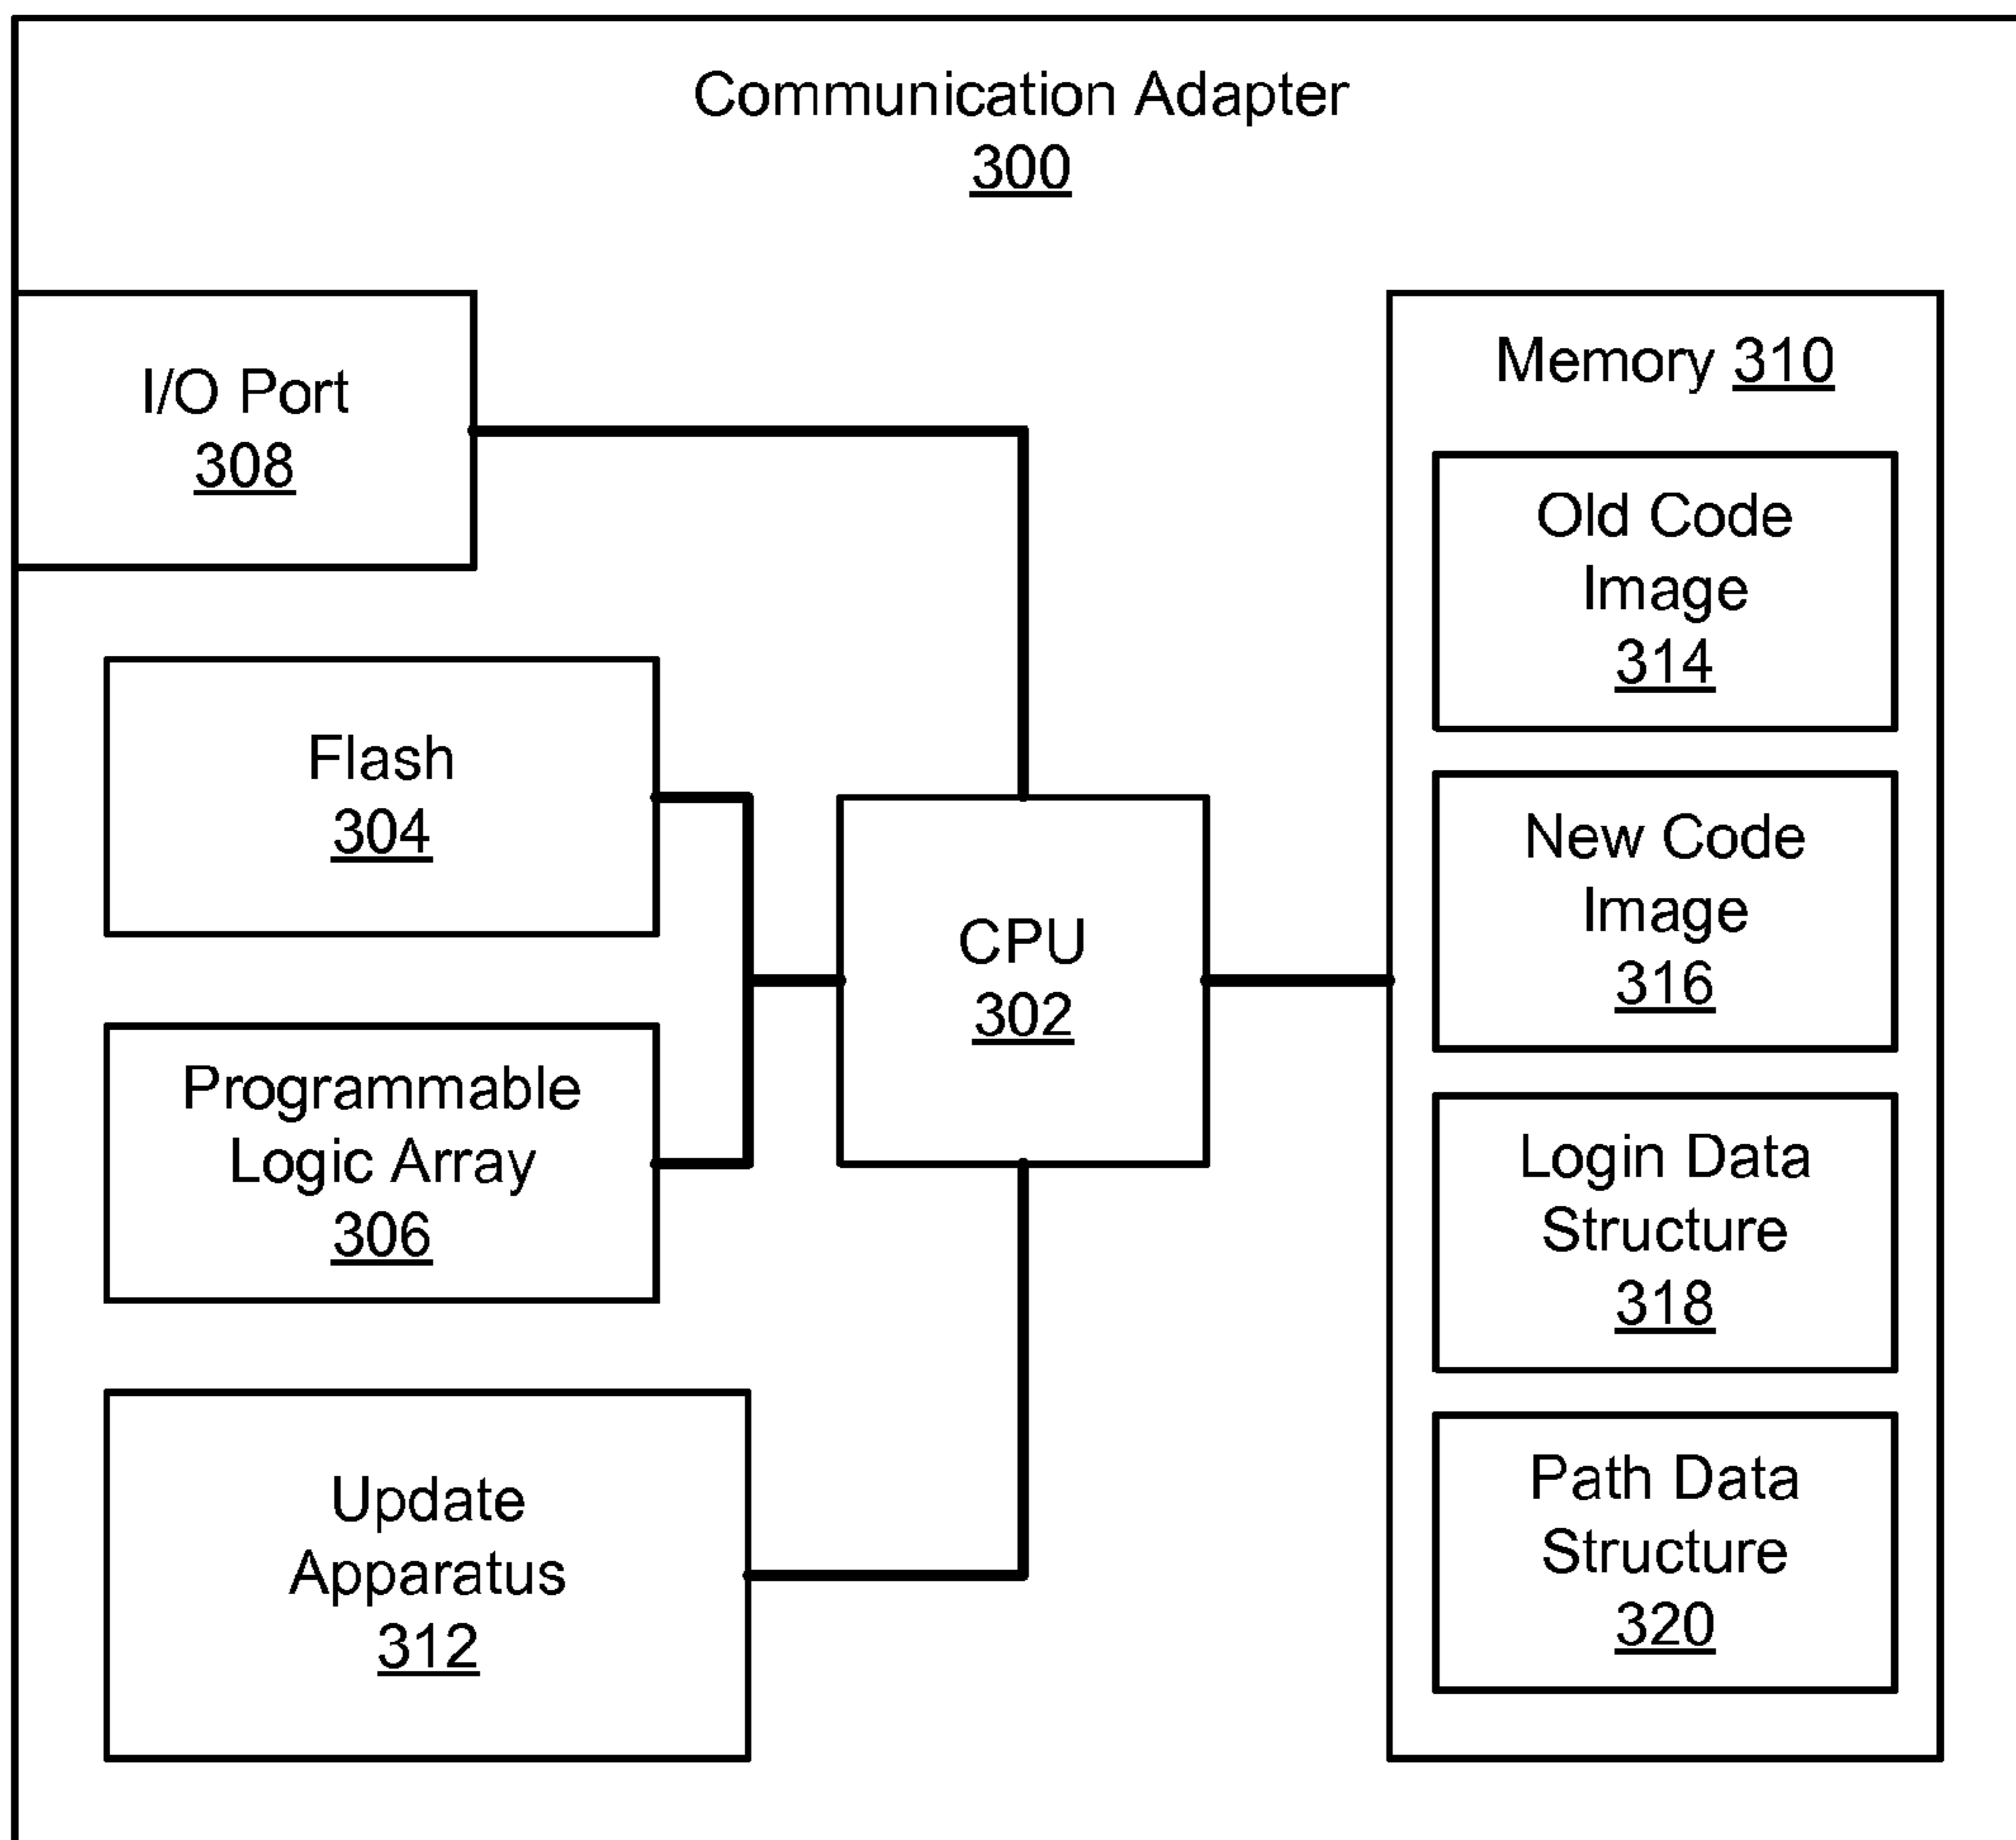 Communication Adapter
300
I/O Port
308
Flash
304
Programmable
Logic Array
306
Update
Apparatus
312
CPU
302
Memory 310
Old Code
Image
314
New Code
Image
316
Login Data
Structure
318
Path Data
Structure
320